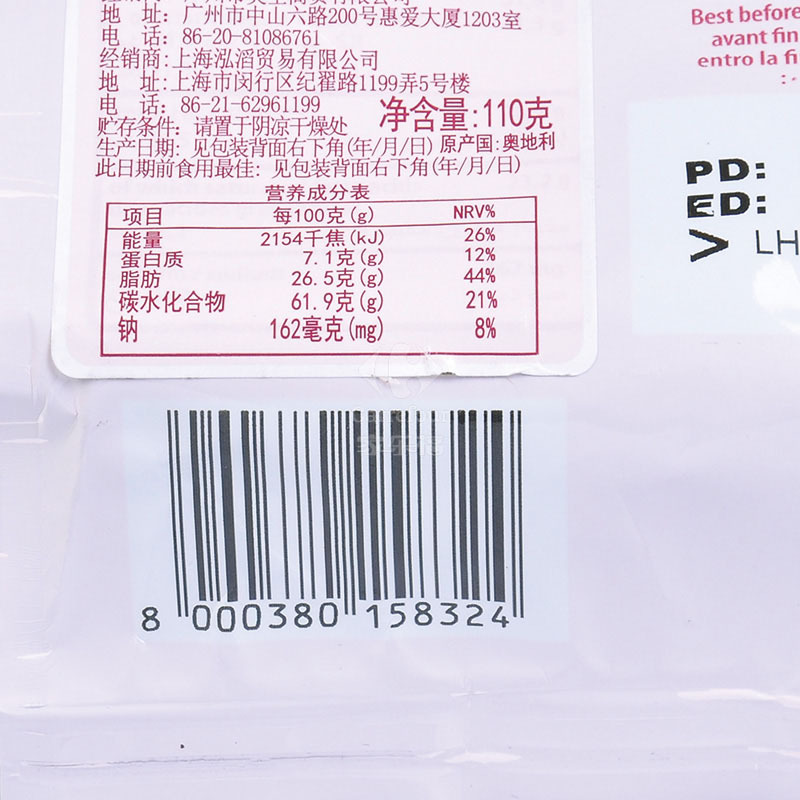 地 址: 广州市中山六路200号惠爱大厦1203室
电 话: 86-20-81086761
经销商:上海泓滔贸易有限公司
地 址:上海市闵行区纪翟路1199弄5号楼
电 话: 86-21-62961199
净含量:110克
贮存条件: 请置于阴凉干燥处
生产日期: 见包装背面右下角(年/月/日) 原产国:奥地利
此日期前食用最佳: 见包装背面右下角(年/月/日)
营养成分表
项目 每100克(g) NRV%
能量 2154千焦(kJ) 26%
蛋白质 7.1克(g) 12%
脂肪 26.5克(g) 44%
碳水化合物 61.9克(g) 21%
钠 162毫克(mg) 8%
Best before
avant fin
entro la fi
PD:
ED:
> LH
Carrefour
家乐福
8 000380 158324